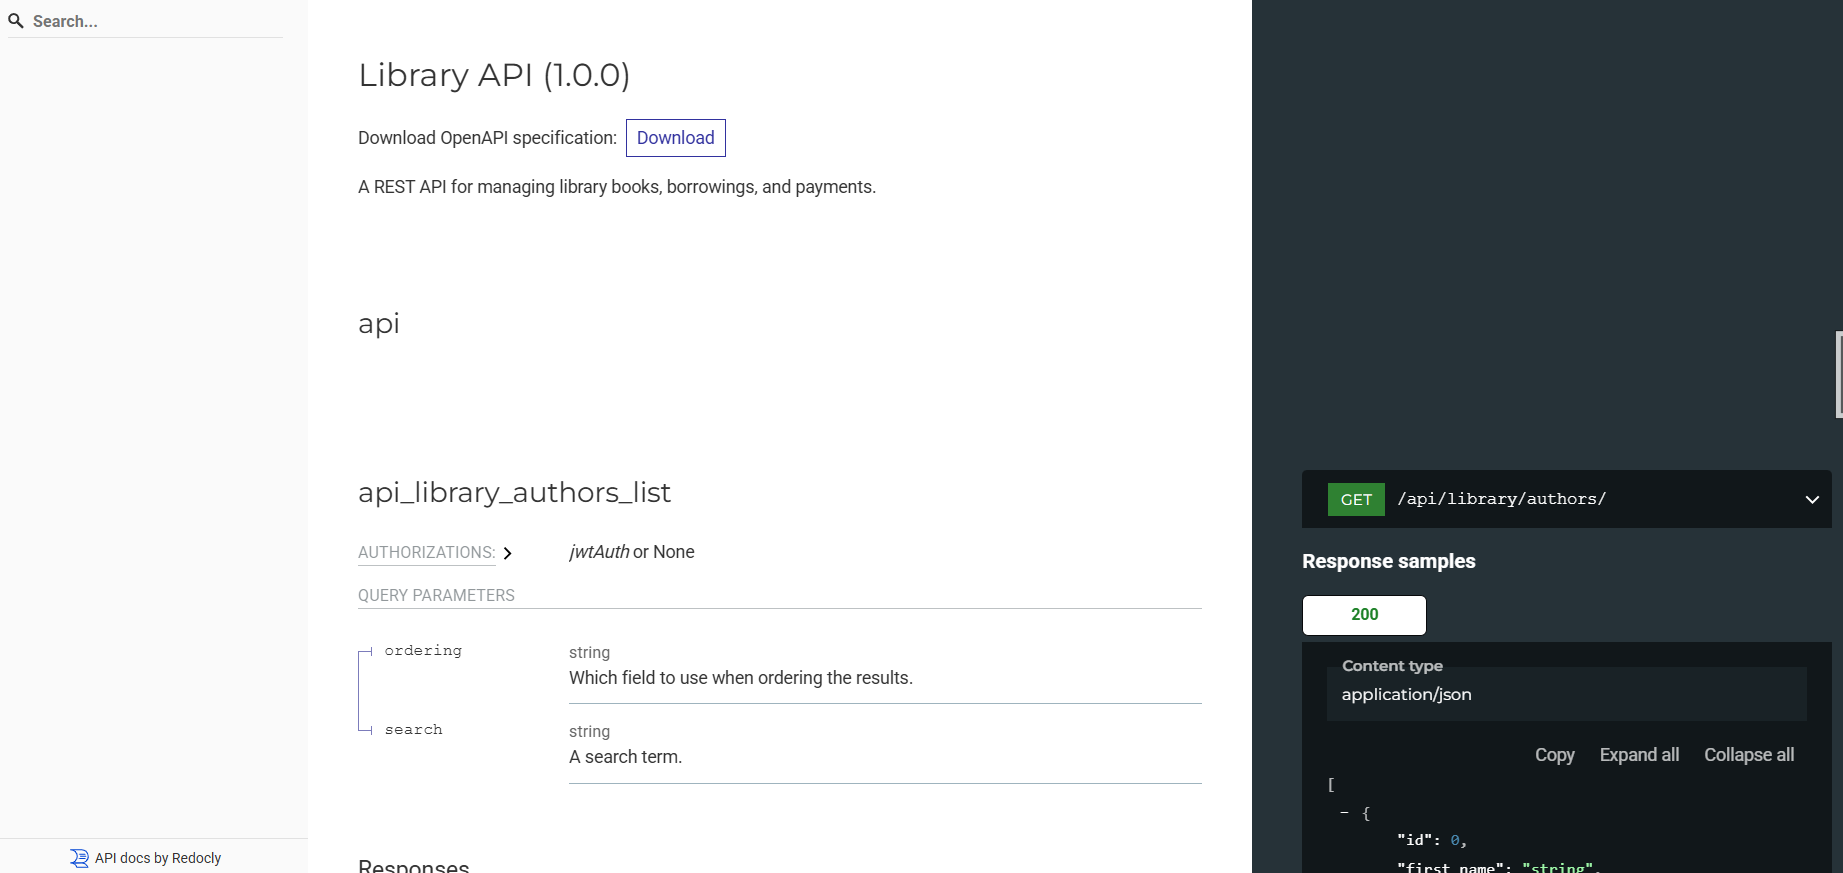 Search...
Library API (1.0.0)
Download OpenAPI specification: Download
A REST API for managing library books, borrowings, and payments.
api
api_library_authors_list
AUTHORIZATIONS: jwtAuth or None
QUERY PARAMETERS
ordering
string
Which field to use when ordering the results.
search
string
A search term.
Responses
API docs by Redocly
GET /api/library/authors/
Response samples
200
Content type
application/json
Copy Expand all Collapse all
[
- {
"id": 0,
"first_name": "string",